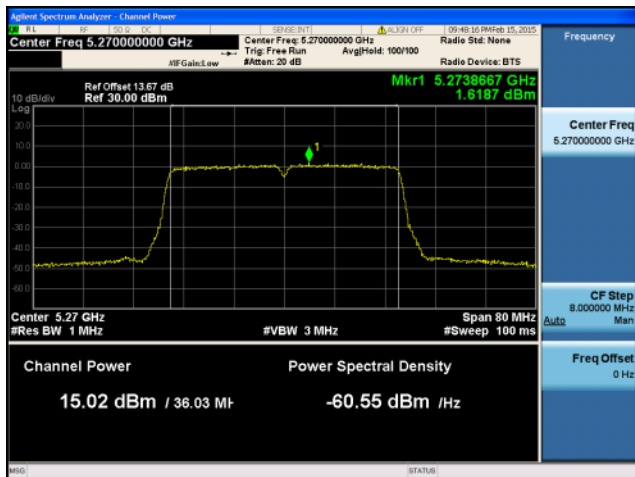 Agilent Spectrum Analyzer - Channel Power
RL RF 50 Ω DC SENSE:INT ALIGN OFF 09:48:16 PM Feb 15, 2015
Center Freq 5.270000000 GHz
Center Freq: 5.270000000 GHz
Radio Std: None
Trig: Free Run Avg|Hold: 100/100
#IFGain:Low #Atten: 20 dB Radio Device: BTS
Ref Offset 13.67 dB
10 dB/div Ref 30.00 dBm
Mkr1 5.2738667 GHz
1.6187 dBm
Log
20.0
10.0
0.00
-10.0
-20.0
-30.0
-40.0
-50.0
-60.0
1
Center 5.27 GHz Span 80 MHz
#Res BW 1 MHz #VBW 3 MHz #Sweep 100 ms
Channel Power Power Spectral Density
15.02 dBm / 36.03 MH -60.55 dBm /Hz
Frequency
Center Freq
5.270000000 GHz
CF Step
8.000000 MHz
Auto Man
Freq Offset
0 Hz
MSG STATUS